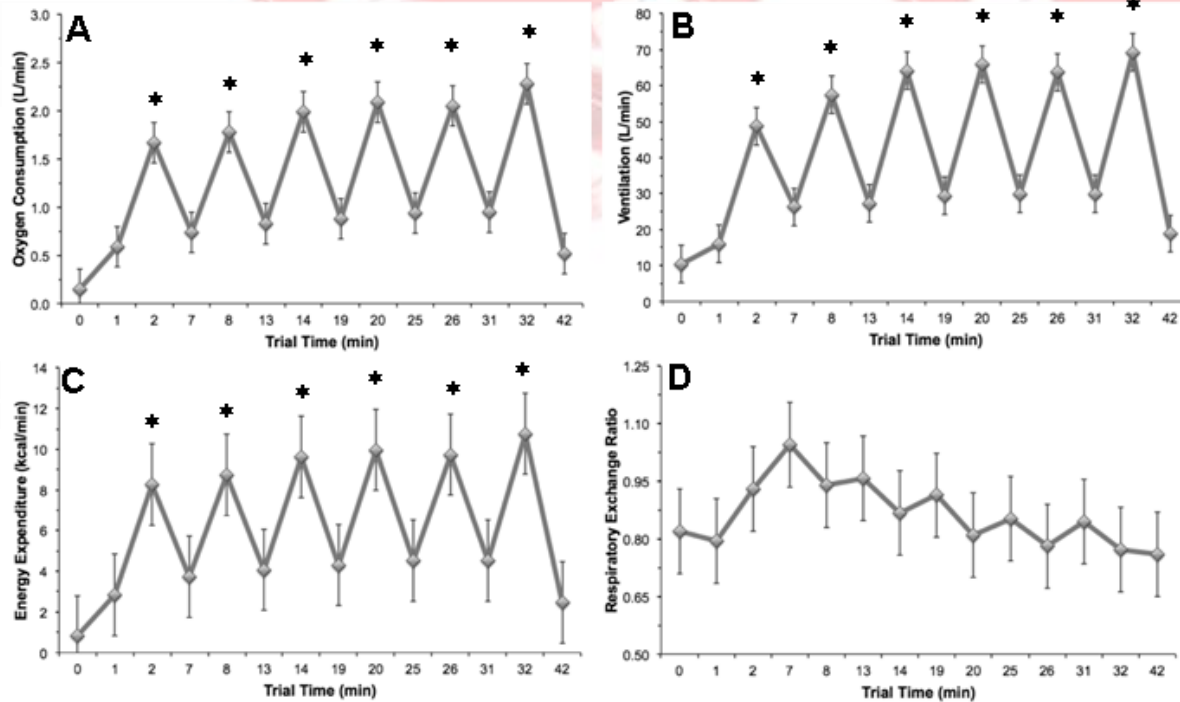 A
Oxygen Consumption (L/min)
3.0
2.5
2.0
1.5
1.0
0.5
0.0
0 1 2 7 8 13 14 19 20 25 26 31 32 42
Trial Time (min)
* * * * * *
B
Ventilation (L/min)
80
70
60
50
40
30
20
10
0
0 1 2 7 8 13 14 19 20 25 26 31 32 42
Trial Time (min)
* * * * * *
C
Energy Expenditure (kcal/min)
14
12
10
8
6
4
2
0
0 1 2 7 8 13 14 19 20 25 26 31 32 42
Trial Time (min)
* * * * * *
D
Respiratory Exchange Ratio
1.25
1.10
0.95
0.80
0.65
0.50
0 1 2 7 8 13 14 19 20 25 26 31 32 42
Trial Time (min)